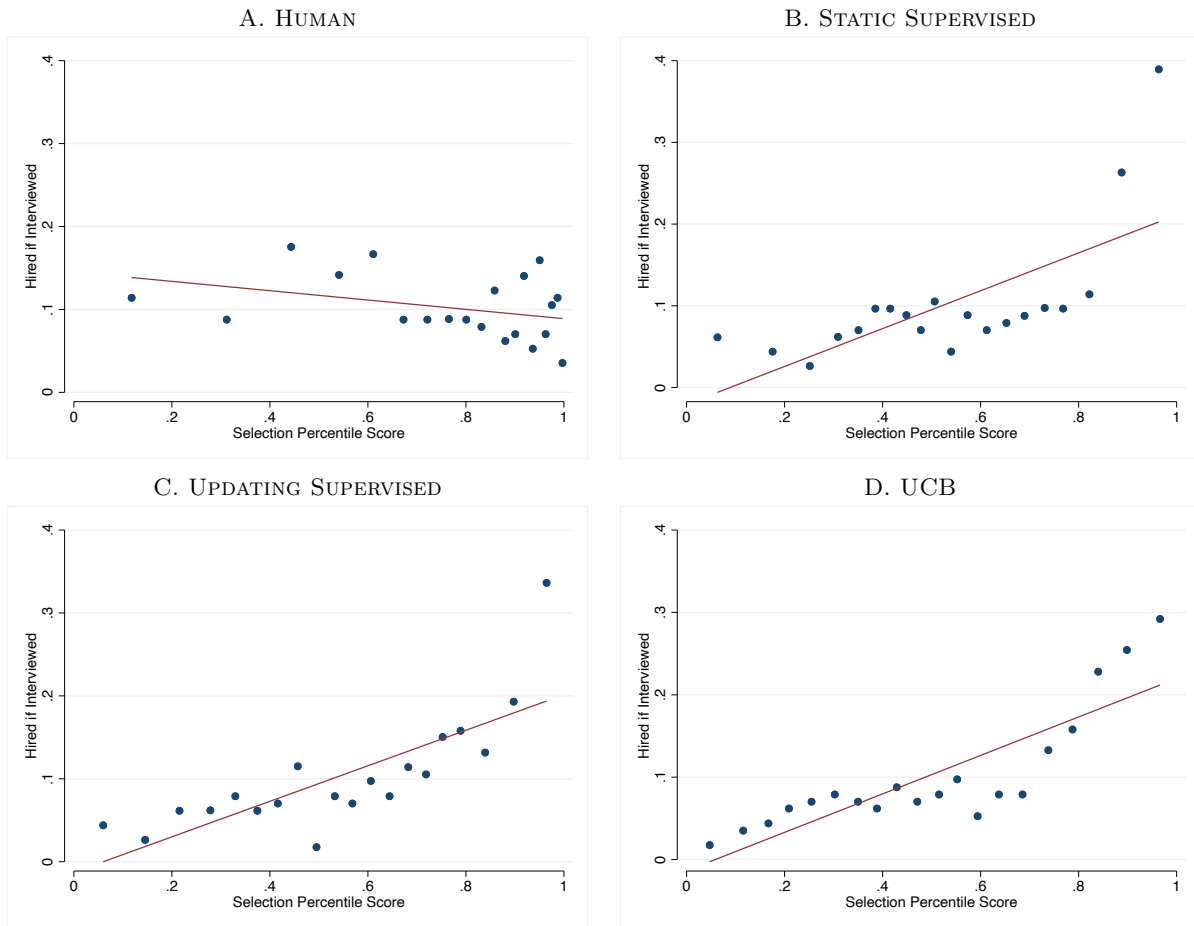 A. Human
B. Static Supervised
.4
.3
.2
.1
0
Hired if Interviewed
0 .2 .4 .6 .8 1
Selection Percentile Score
.4
.3
.2
.1
0
Hired if Interviewed
0 .2 .4 .6 .8 1
Selection Percentile Score
C. Updating Supervised
D. UCB
.4
.3
.2
.1
0
Hired if Interviewed
0 .2 .4 .6 .8 1
Selection Percentile Score
.4
.3
.2
.1
0
Hired if Interviewed
0 .2 .4 .6 .8 1
Selection Percentile Score